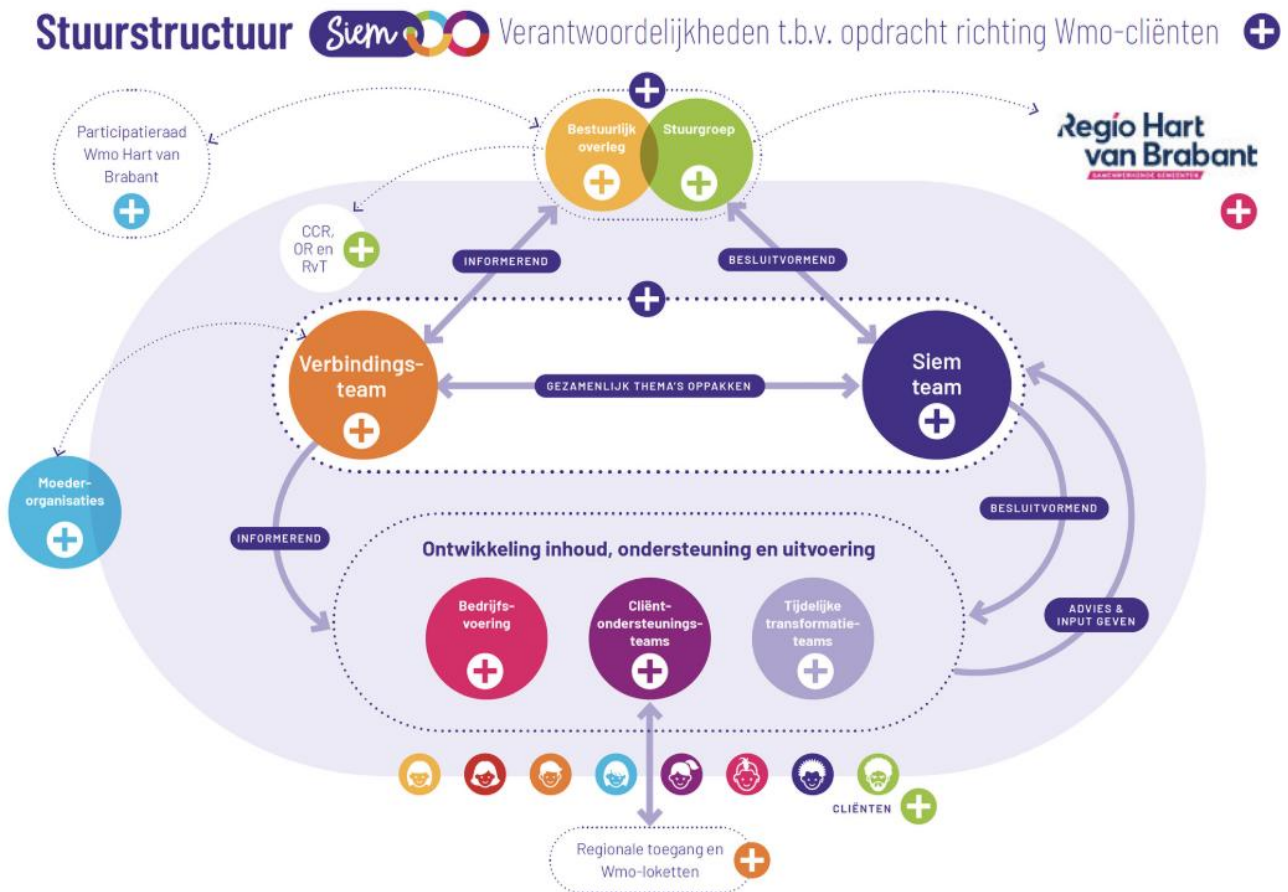 Stuurstructuur Siem Verantwoordelijkheden t.b.v. opdracht richting Wmo-cliënten
Participatieraad
Wmo Hart van
Brabant
Bestuurlijk
overleg
Stuurgroep
Regio Hart
van Brabant
SAMENWERKENDE GEMEENTEN
CCR,
OR en
RvT
INFORMEREND
BESLUITVORMEND
Verbindings-
team
GEZAMENLIJK THEMA'S OPPAKKEN
Siem
team
Moeder-
organisaties
INFORMEREND
BESLUITVORMEND
Ontwikkeling inhoud, ondersteuning en uitvoering
Bedrijfs-
voering
Cliënt-
ondersteunings-
teams
Tijdelijke
transformatie-
teams
ADVIES &
INPUT GEVEN
CLIËNTEN
Regionale toegang en
Wmo-loketten